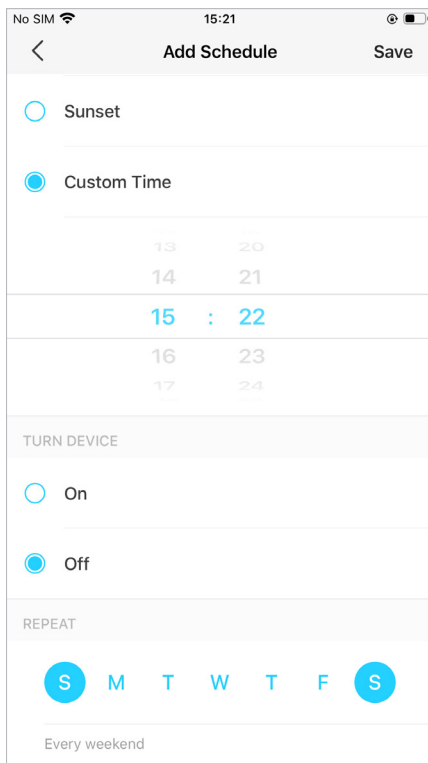 No SIM 15:21
Add Schedule Save
Sunset
Custom Time
13 20
14 21
15 : 22
16 23
17 24
TURN DEVICE
On
Off
REPEAT
S M T W T F S
Every weekend